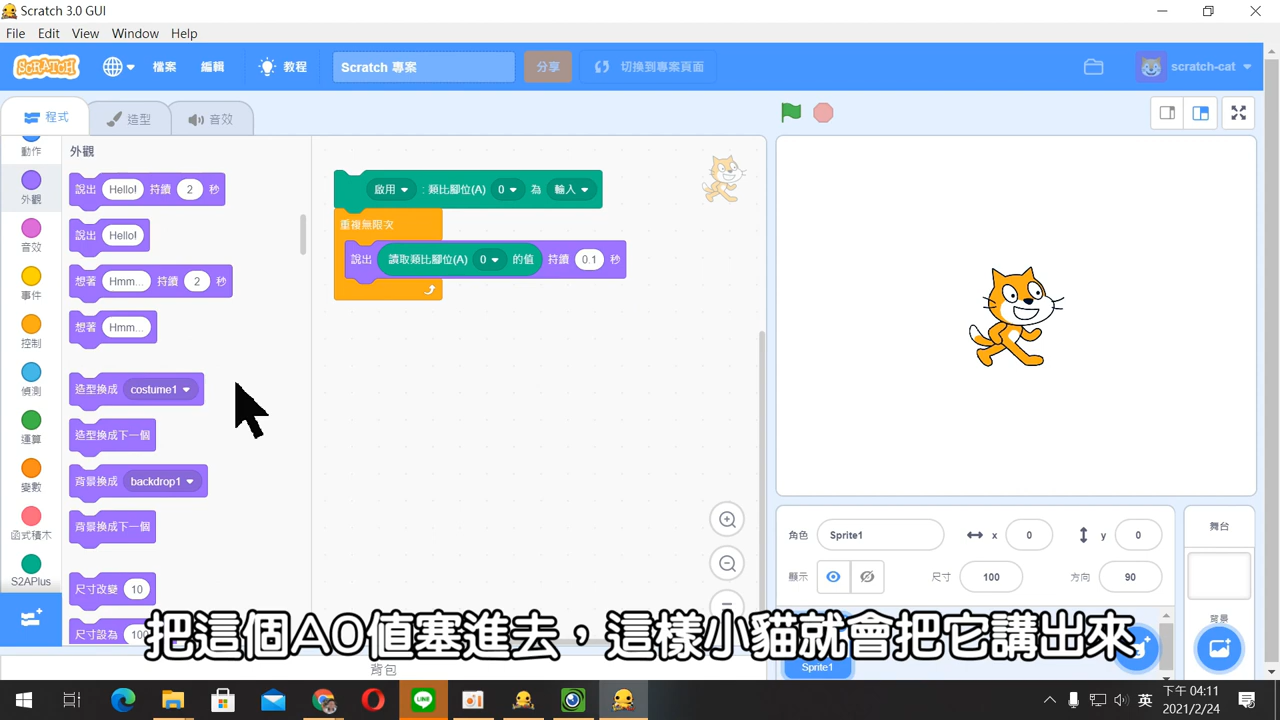 Scratch 3.0 GUI
File Edit View Window Help
SCRATCH 檔案 編輯 教程 Scratch 專案 分享 切換到專案頁面 scratch-cat
程式 造型 音效
動作
外觀
音效
事件
控制
偵測
運算
變數
函式積木
S2APlus
外觀
說出 Hello! 持續 2 秒
說出 Hello!
想著 Hmm... 持續 2 秒
想著 Hmm...
造型換成 costume1
造型換成下一個
背景換成 backdrop1
背景換成下一個
尺寸改變 10
尺寸設為 100
啟用 : 類比腳位(A) 0 為 輸入
重複無限次
說出 讀取類比腳位(A) 0 的值 持續 0.1 秒
角色 Sprite1 x 0 y 0
顯示 尺寸 100 方向 90
舞台
背景
Sprite1
背包
把這個A0值塞進去，這樣小貓就會把它講出來
LINE
英
下午 04:11
2021/2/24